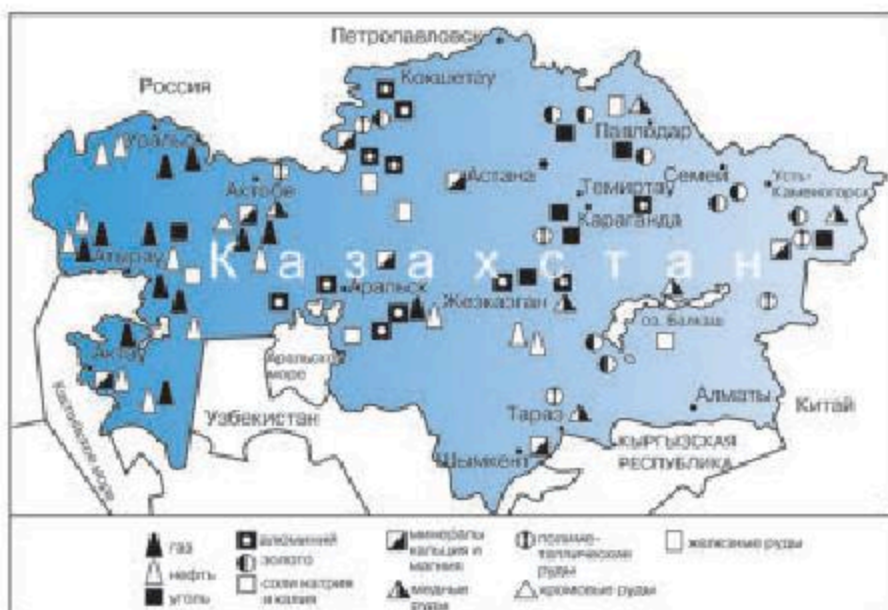 Петропавловск
Кокшетау
Россия
Уральск
Павлодар
Актобе
Астана
Семей
Усть-
Каменогорск
Темиртау
Караганда
Атырау
Казахстан
Аральск
Жезказган
оз. Балхаш
Актау
Аральское
море
Каспийское море
Узбекистан
Тараз
Алматы
Китай
Шымкент
КЫРГЫЗСКАЯ
РЕСПУБЛИКА
газ
нефть
уголь
алюминий
золото
соли натрия
и калия
минералы
кальция и
магния
медные
руды
полиме-
таллические
руды
хромовые руды
железные руды